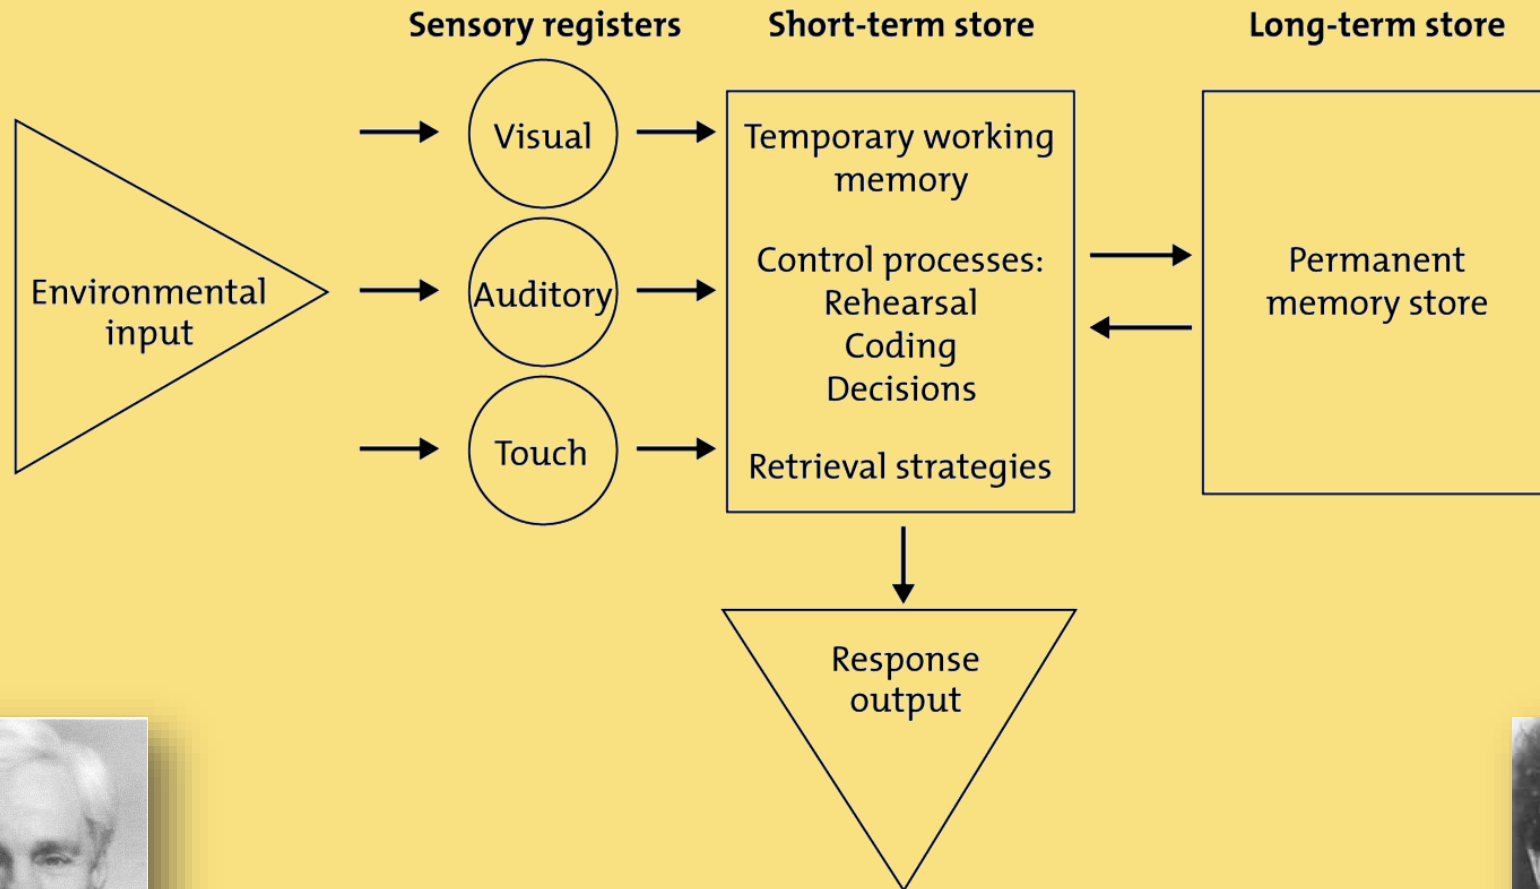 Sensory registers
Short-term store
Long-term store
Environmental
input
Visual
Auditory
Touch
Temporary working
memory
Control processes:
Rehearsal
Coding
Decisions
Retrieval strategies
Permanent
memory store
Response
output